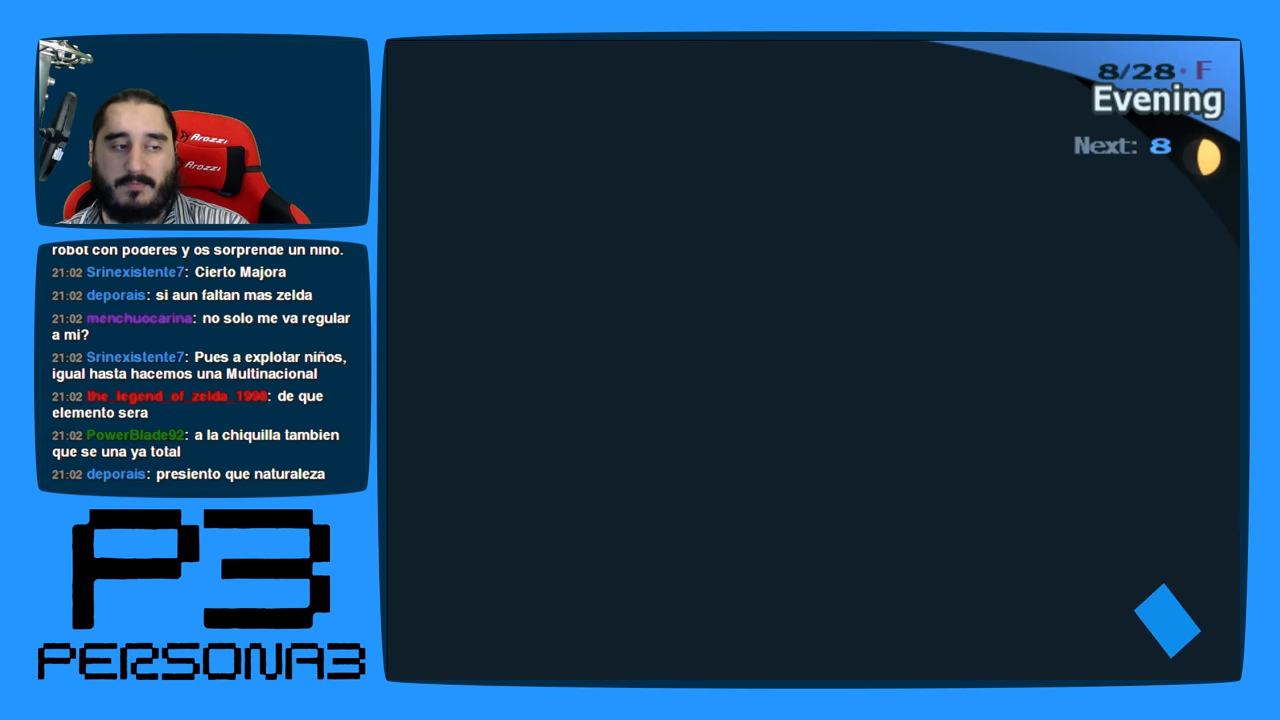 Arozzi
Arozzi
robot con poderes y os sorprende un niño.
21:02 Srinexistente7: Cierto Majora
21:02 deporais: si aun faltan mas zelda
21:02 menchuocarina: no solo me va regular
a mi?
21:02 Srinexistente7: Pues a explotar niños,
igual hasta hacemos una Multinacional
21:02 the_legend_of_zelda_1998: de que
elemento sera
21:02 PowerBlade92: a la chiquilla tambien
que se una ya total
21:02 deporais: presiento que naturaleza
P3
PERSONA3
8/28·F
Evening
Next: 8